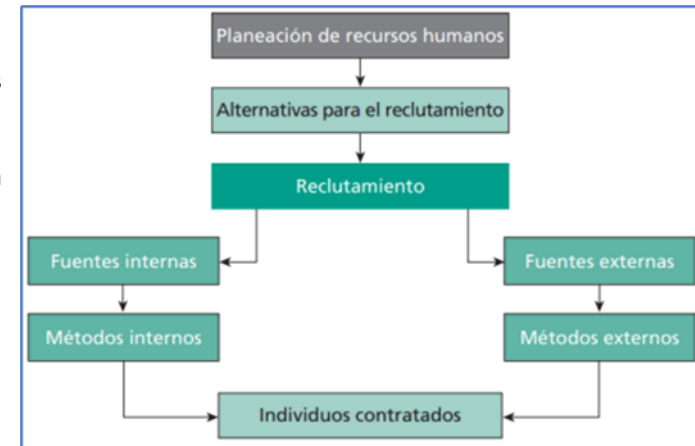 Planeación de recursos humanos
Alternativas para el reclutamiento
Reclutamiento
Fuentes internas
Fuentes externas
Métodos internos
Métodos externos
Individuos contratados